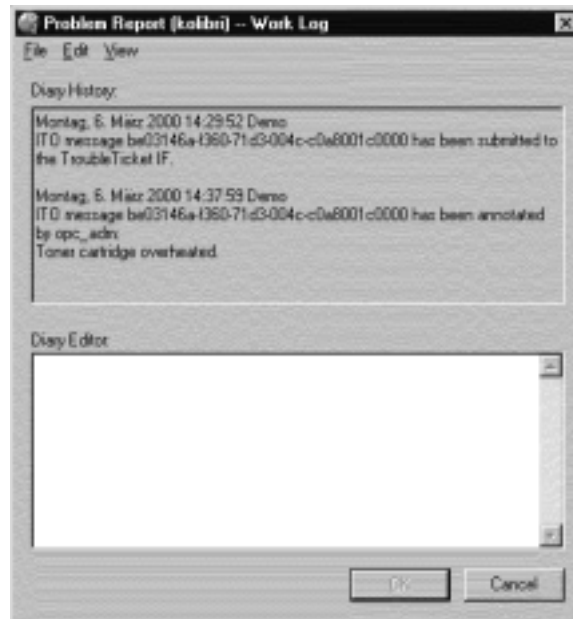 Problem Report (kolibri) -- Work Log
File Edit View
Diary History:
Montag, 6. März 2000 14:29:52 Demo
ITO message be03146a-f360-71d3-004c-c0a8001c0000 has been submitted to
the TroubleTicket IF.
Montag, 6. März 2000 14:37:59 Demo
ITO message be03146a-f360-71d3-004c-c0a8001c0000 has been annotated
by opc_adm:
Toner cartridge overheated.
Diary Editor:
OK Cancel